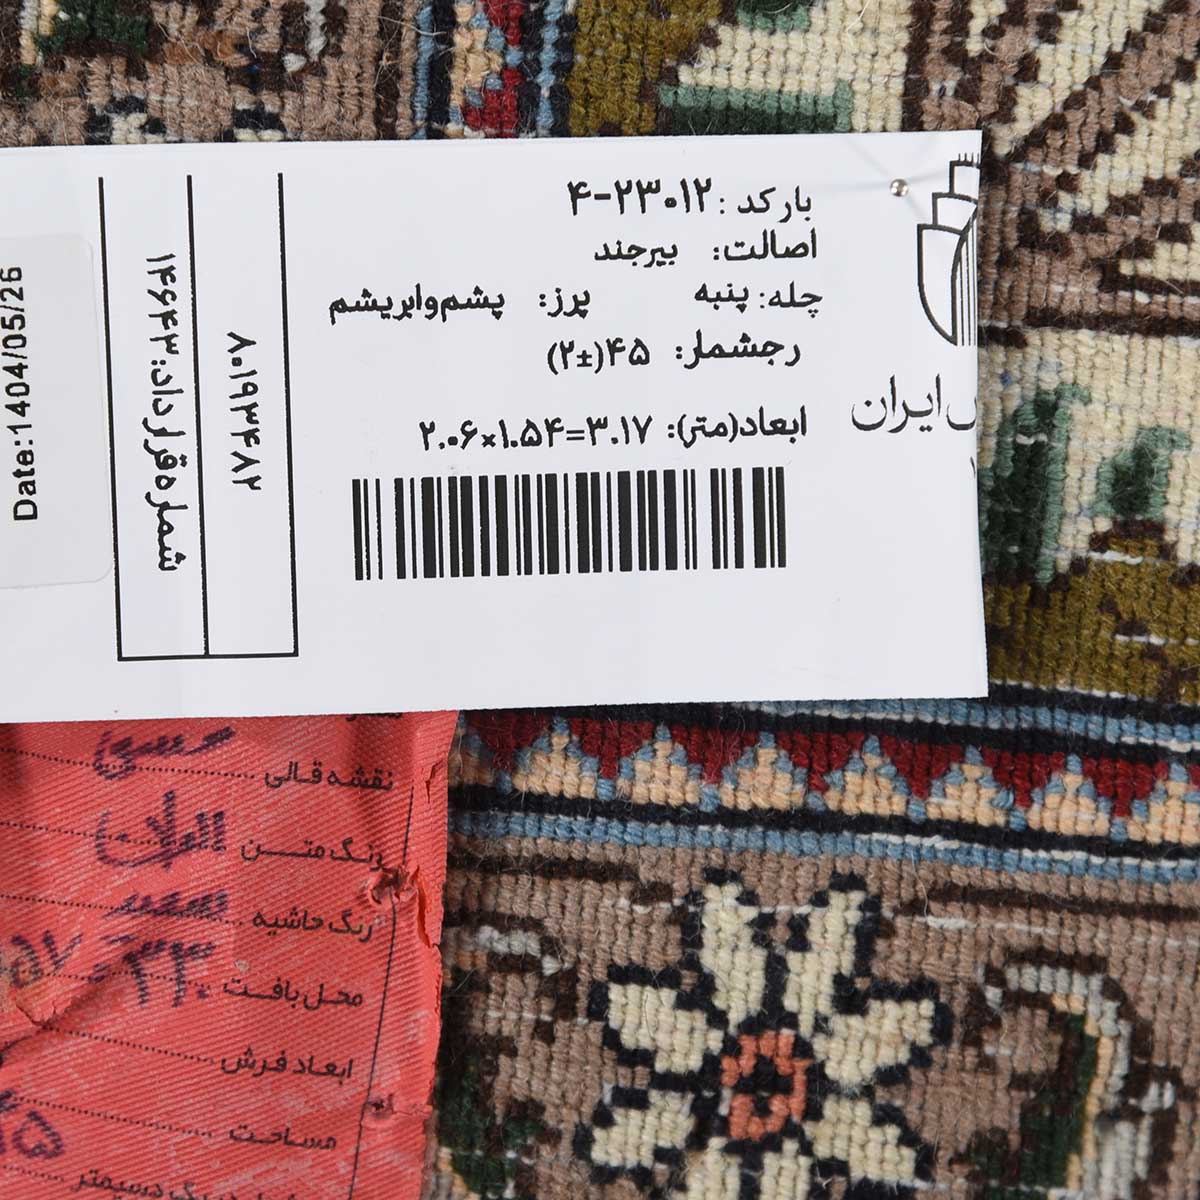 بارکد: ۲۳۰۱۲-۴
اصالت: بیرجند
چله: پنبه پرز: پشم و ابریشم
رجشمار: ۴۵(±۲)
ایران
ابعاد(متر): ۲.۰۶×۱.۵۴=۳.۱۷
۸۰۱۹۳۴۸۲
شماره قرارداد: ۱۴۶۴۳
Date:1404/05/26
نقشه قالی
رنگ متن
رنگ حاشیه
محل بافت
ابعاد فرش
مساحت